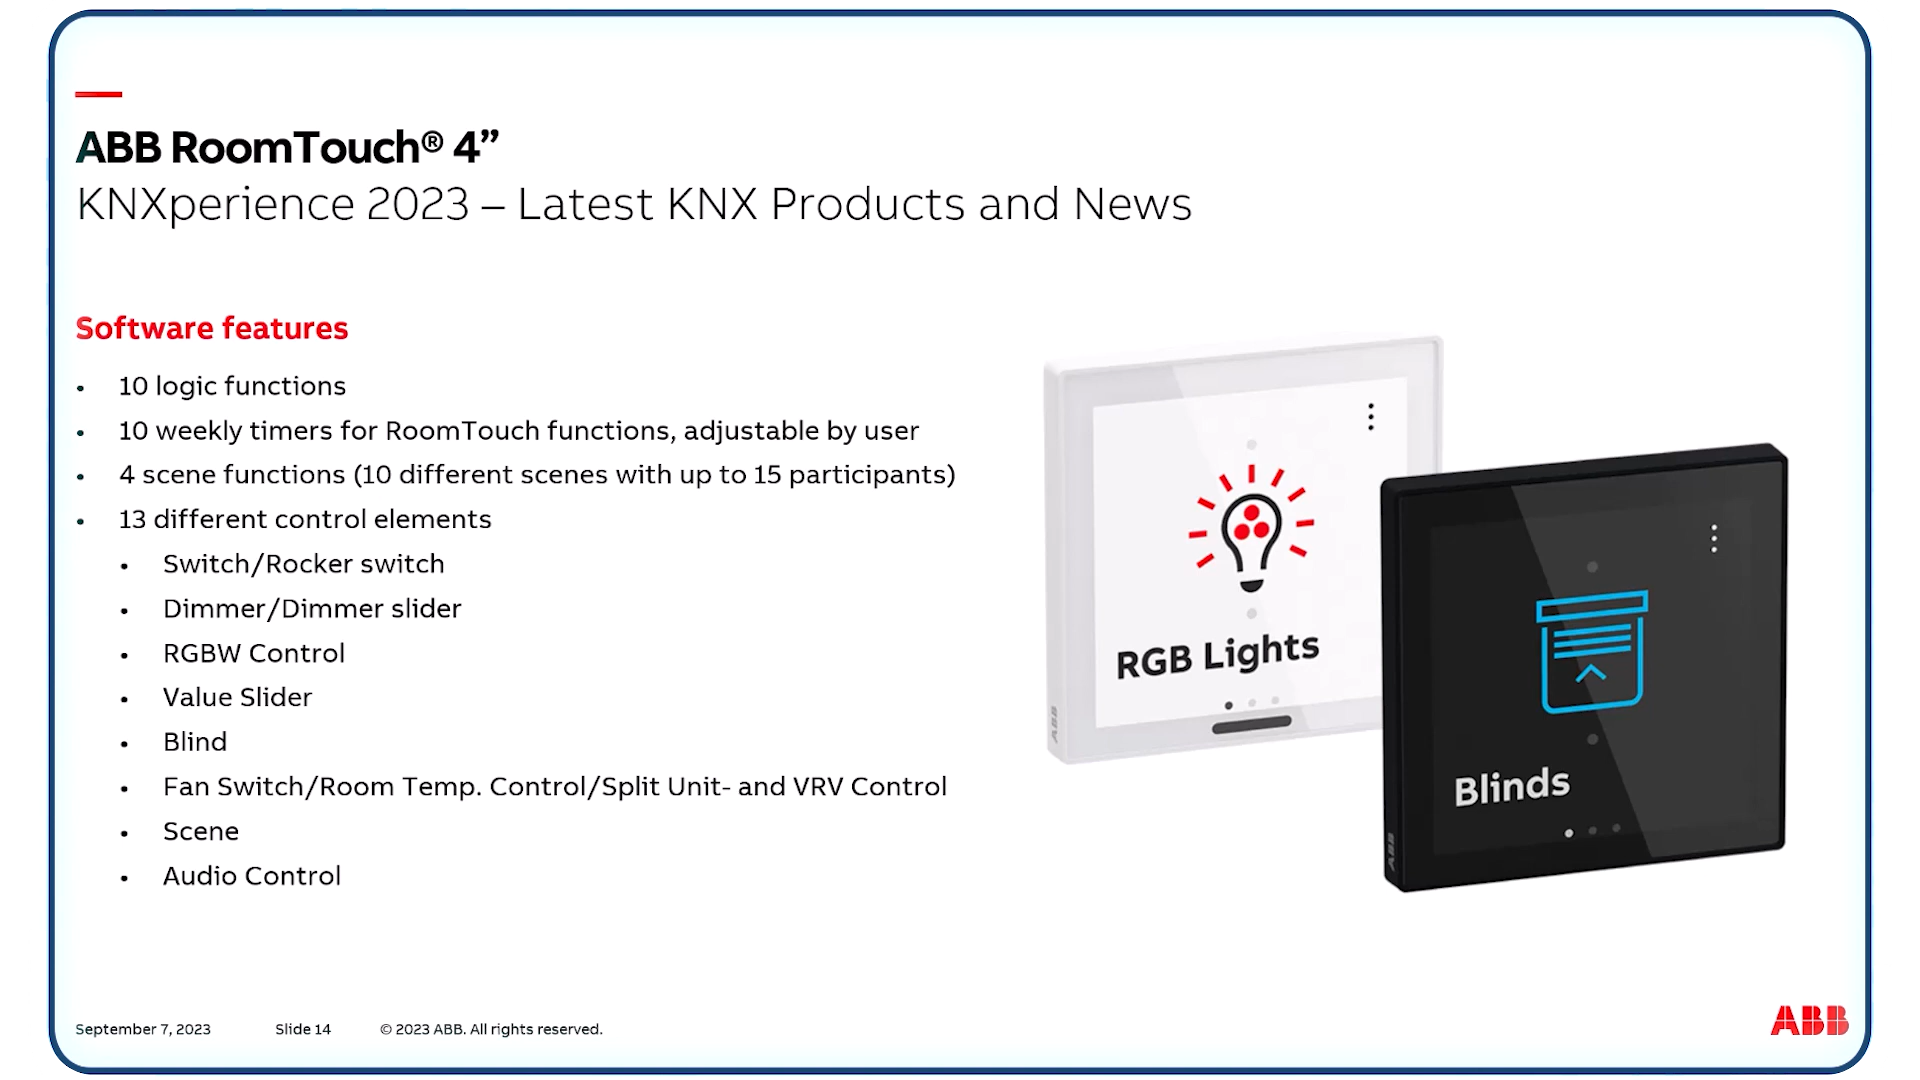 ABB RoomTouch® 4”
KNXperience 2023 – Latest KNX Products and News
Software features
• 10 logic functions
• 10 weekly timers for RoomTouch functions, adjustable by user
• 4 scene functions (10 different scenes with up to 15 participants)
• 13 different control elements
• Switch/Rocker switch
• Dimmer/Dimmer slider
• RGBW Control
• Value Slider
• Blind
• Fan Switch/Room Temp. Control/Split Unit- and VRV Control
• Scene
• Audio Control
RGB Lights
ABB
Blinds
ABB
September 7, 2023 Slide 14 © 2023 ABB. All rights reserved.
ABB